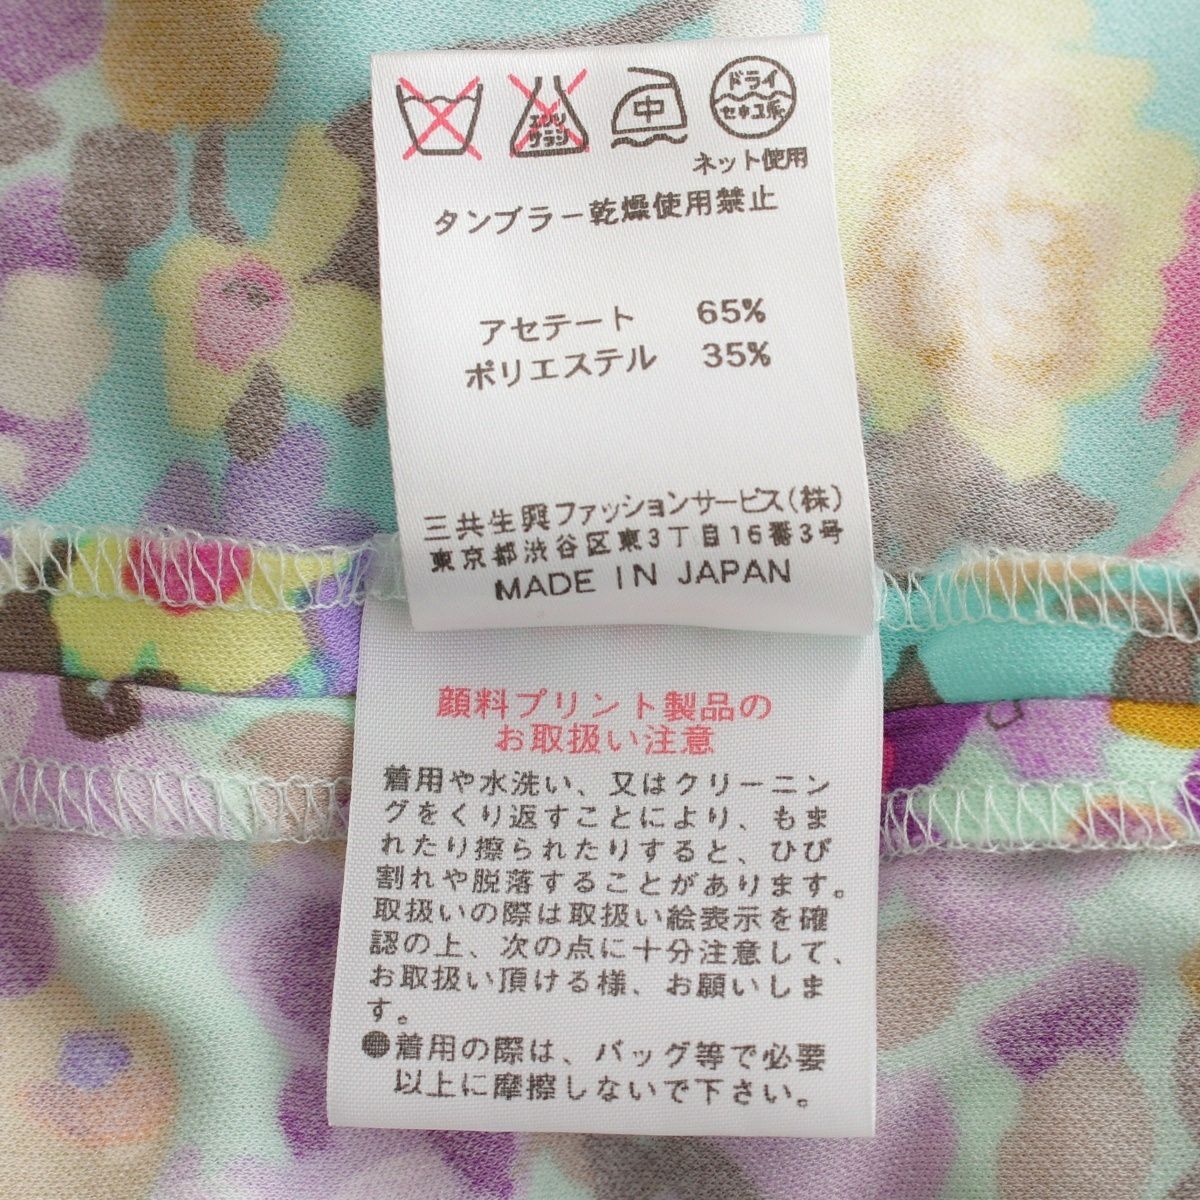 エンソ
サラシ
中
ドライ
セキユ系
ネット使用
タンブラー乾燥使用禁止
アセテート 65%
ポリエステル 35%
三共生興ファッションサービス(株)
東京都渋谷区東3丁目16番3号
MADE IN JAPAN
顔料プリント製品の
お取扱い注意
着用や水洗い、又はクリーニン
グをくり返すことにより、もま
れたり擦られたりすると、ひび
割れや脱落することがあります。
取扱いの際は取扱い絵表示を確
認の上、次の点に十分注意して、
お取扱い頂ける様、お願いしま
す。
●着用の際は、バッグ等で必要
以上に摩擦しないで下さい。